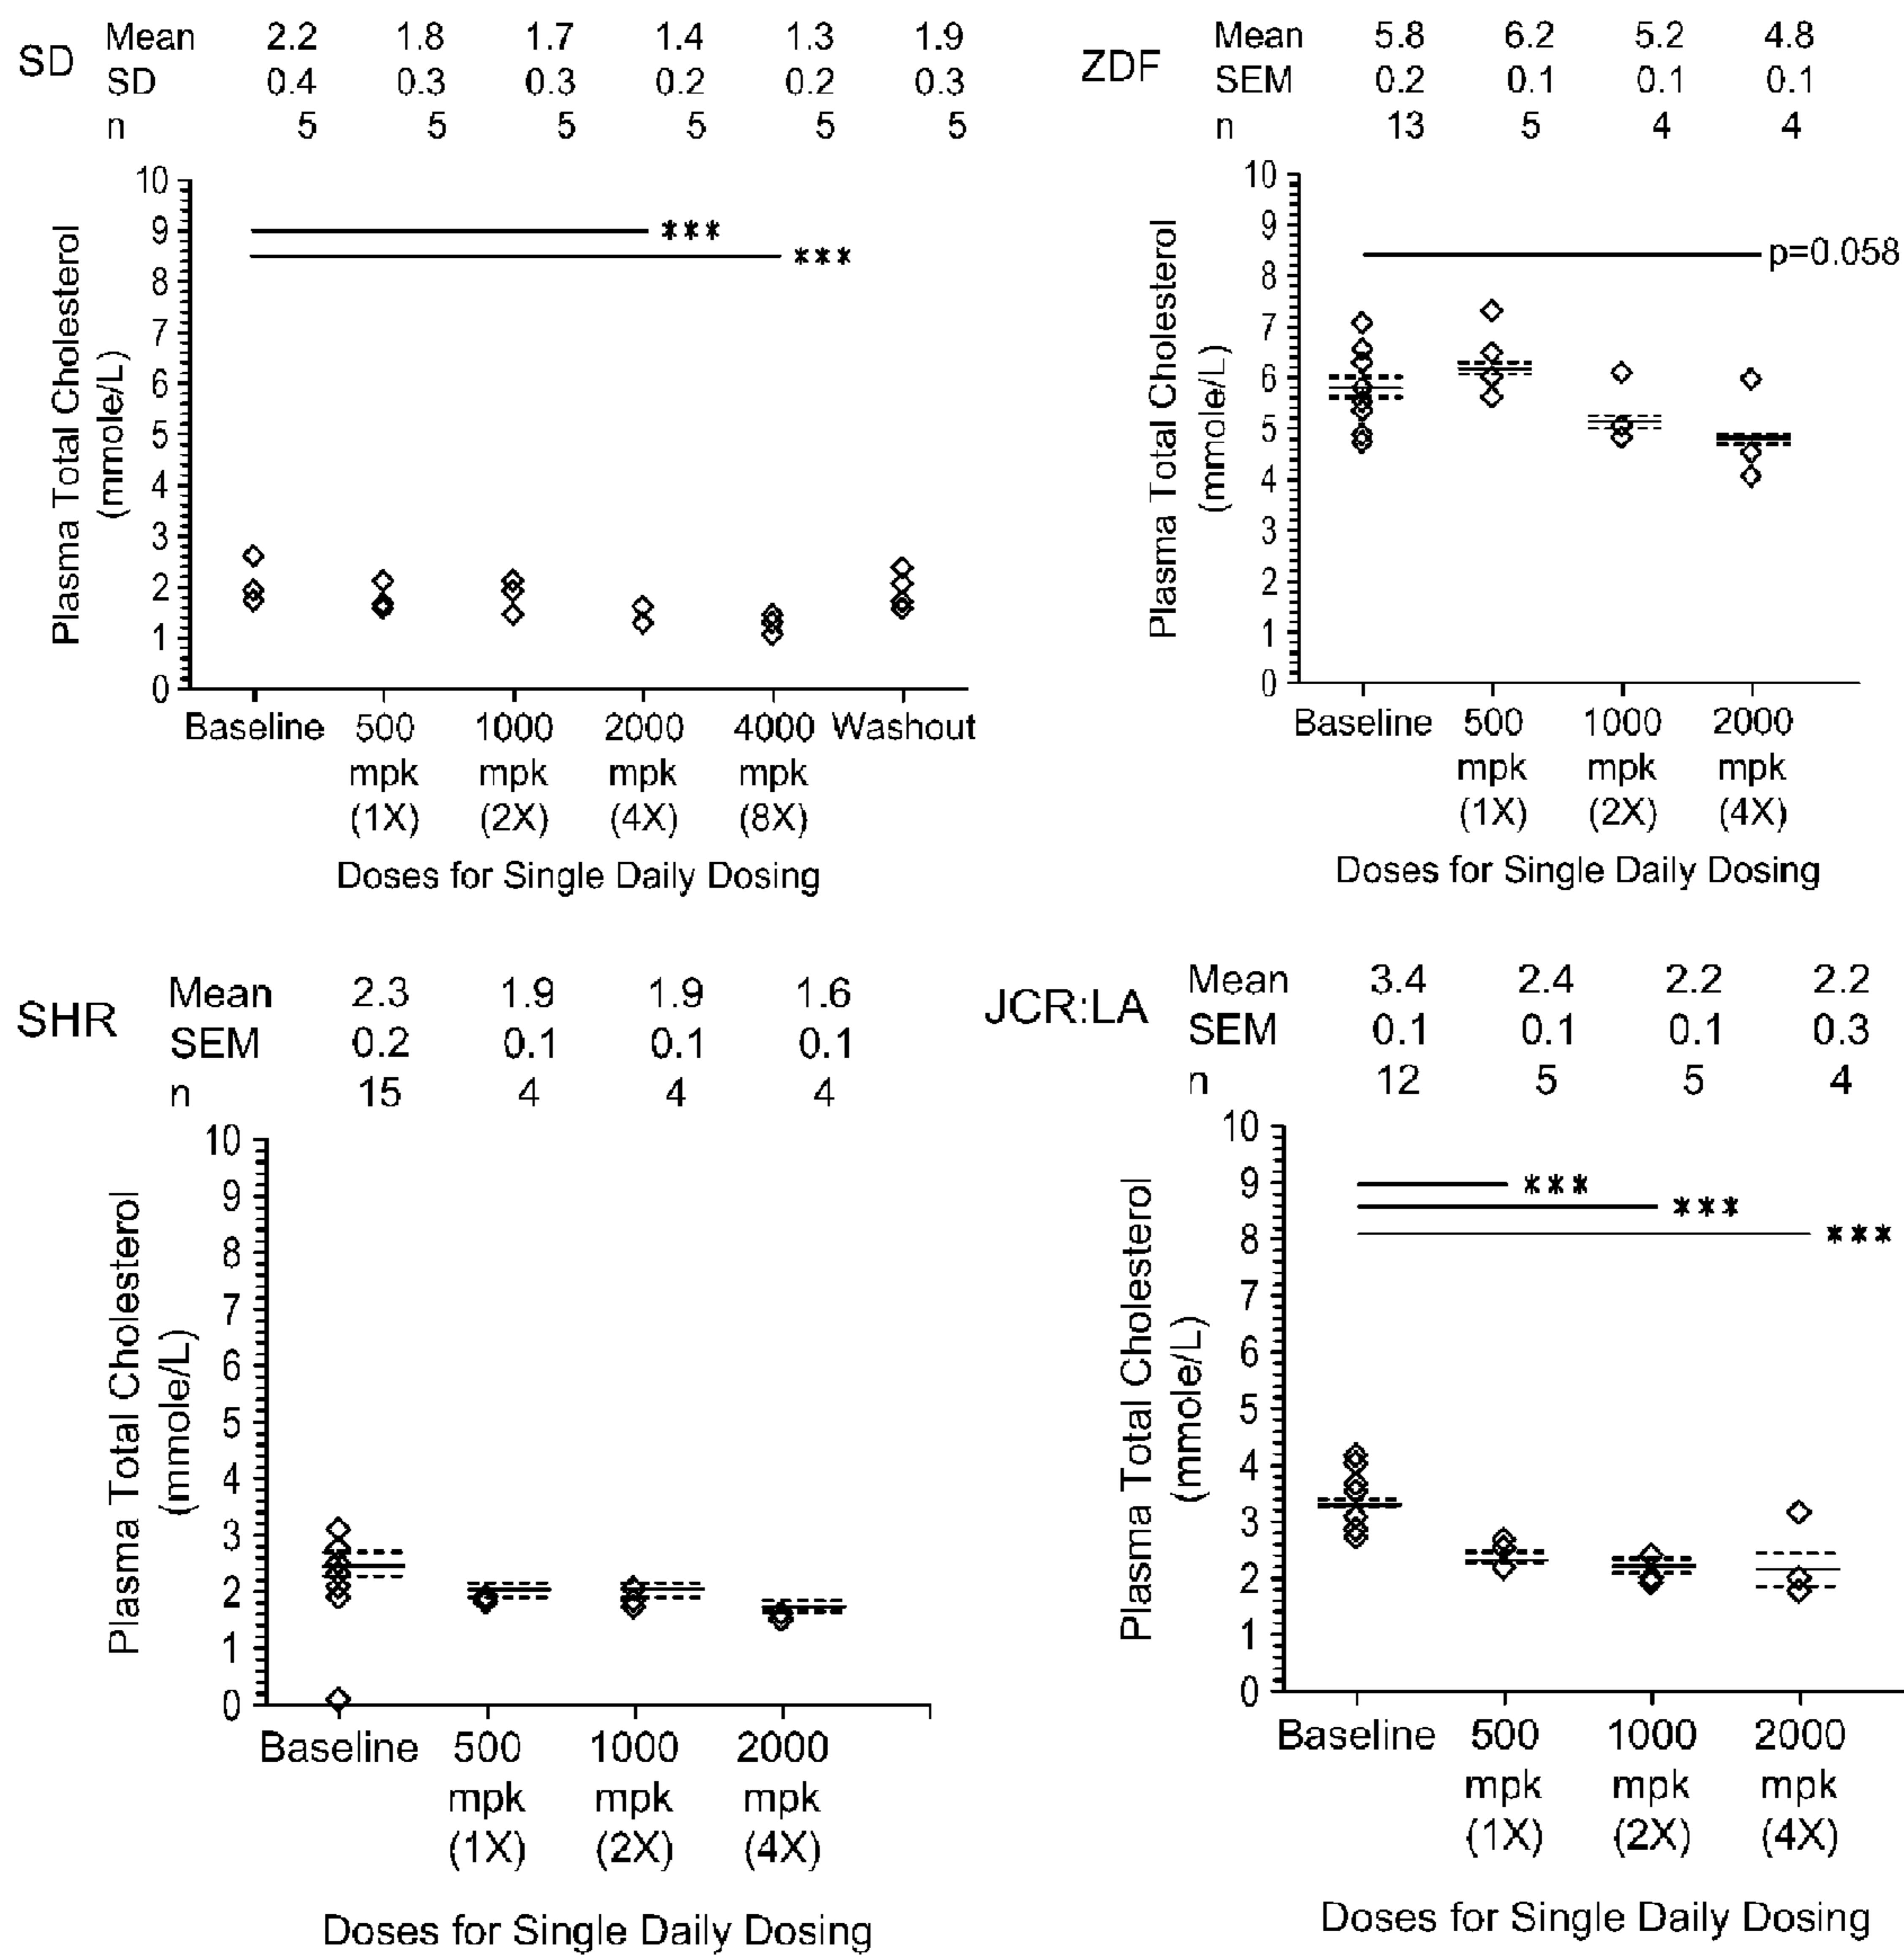 SD
Mean 2.2 1.8 1.7 1.4 1.3 1.9
SD 0.4 0.3 0.3 0.2 0.2 0.3
n 5 5 5 5 5 5
Plasma Total Cholesterol
(mmole/L)
10
9
8
7
6
5
4
3
2
1
0
***
***
Baseline 500 1000 2000 4000 Washout
mpk mpk mpk mpk
(1X) (2X) (4X) (8X)
Doses for Single Daily Dosing
ZDF
Mean 5.8 6.2 5.2 4.8
SEM 0.2 0.1 0.1 0.1
n 13 5 4 4
Plasma Total Cholesterol
(mmole/L)
10
9
8
7
6
5
4
3
2
1
0
p=0.058
Baseline 500 1000 2000
mpk mpk mpk
(1X) (2X) (4X)
Doses for Single Daily Dosing
SHR
Mean 2.3 1.9 1.9 1.6
SEM 0.2 0.1 0.1 0.1
n 15 4 4 4
Plasma Total Cholesterol
(mmole/L)
10
9
8
7
6
5
4
3
2
1
0
Baseline 500 1000 2000
mpk mpk mpk
(1X) (2X) (4X)
Doses for Single Daily Dosing
JCR:LA
Mean 3.4 2.4 2.2 2.2
SEM 0.1 0.1 0.1 0.3
n 12 5 5 4
Plasma Total Cholesterol
(mmole/L)
10
9
8
7
6
5
4
3
2
1
0
***
***
***
Baseline 500 1000 2000
mpk mpk mpk
(1X) (2X) (4X)
Doses for Single Daily Dosing